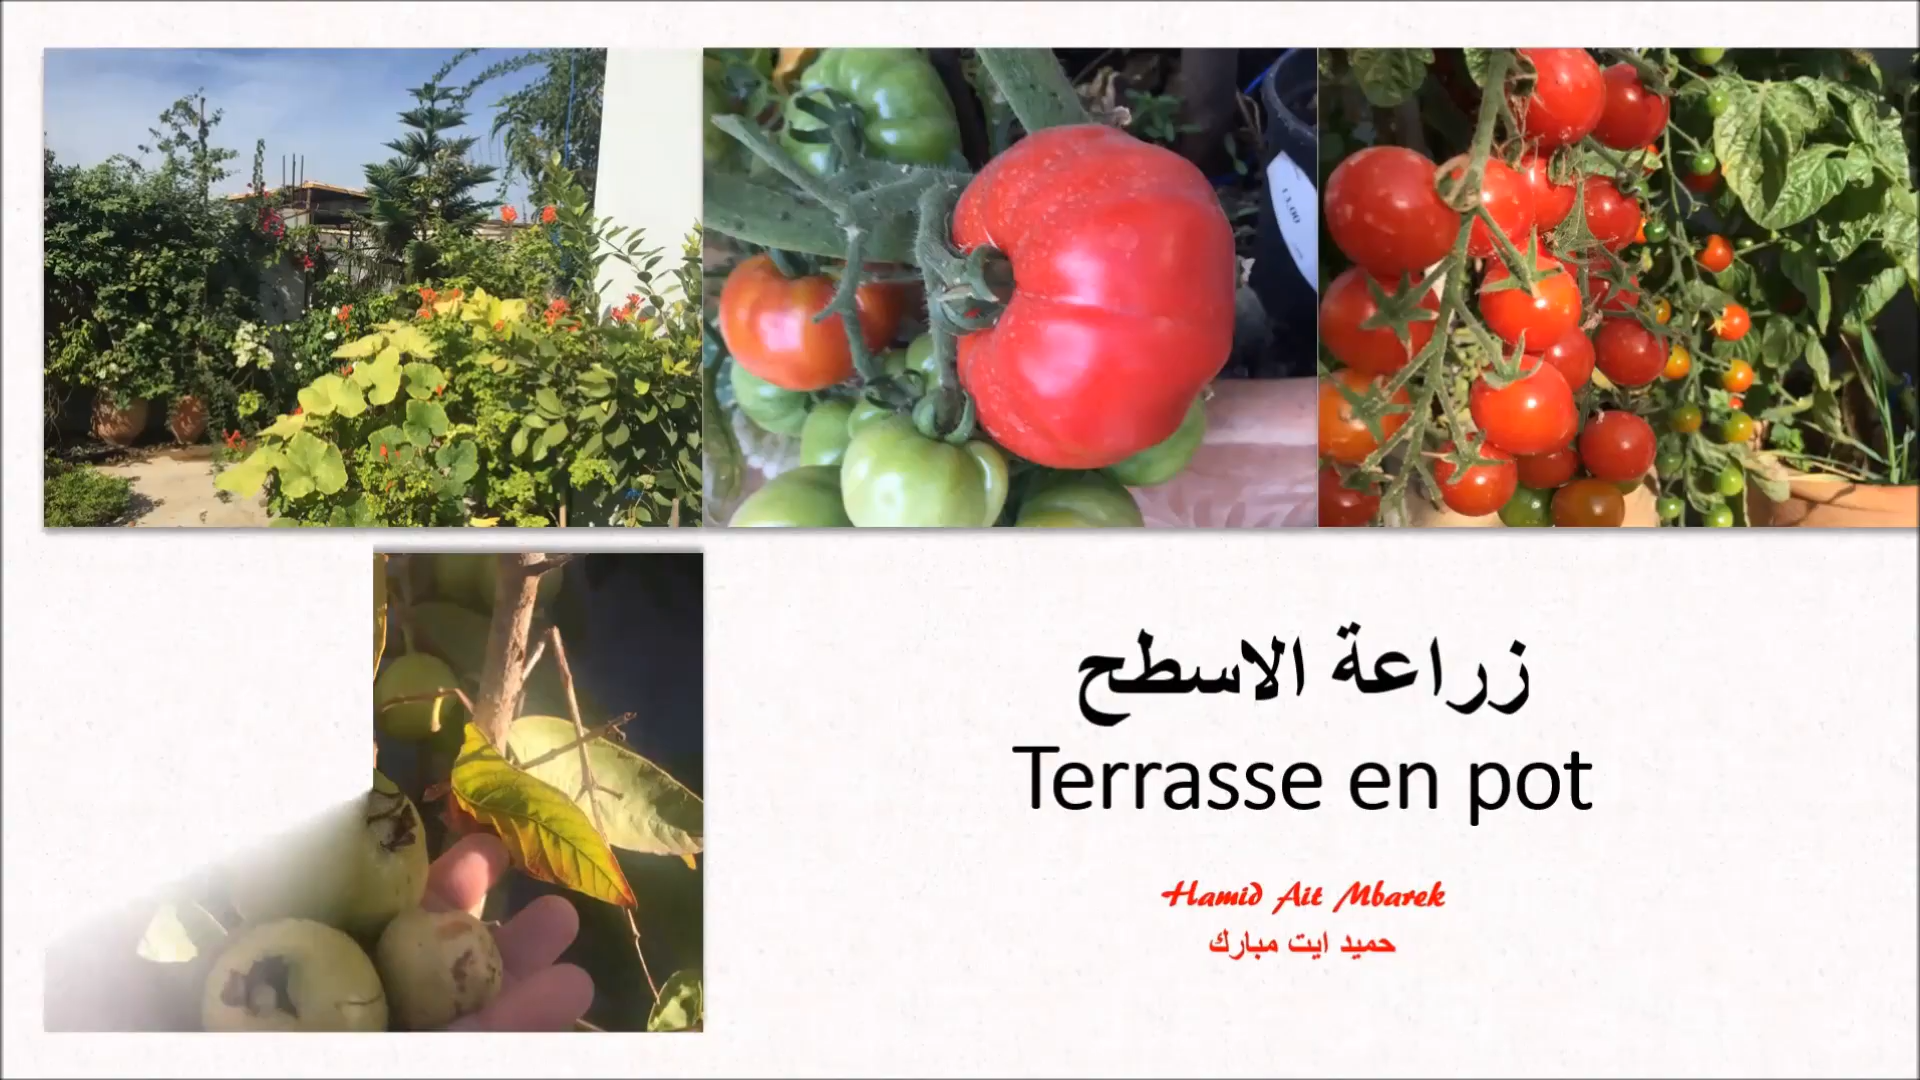 زراعة الاسطح
Terrasse en pot
Hamid Ait Mbarek
حميد ايت مبارك